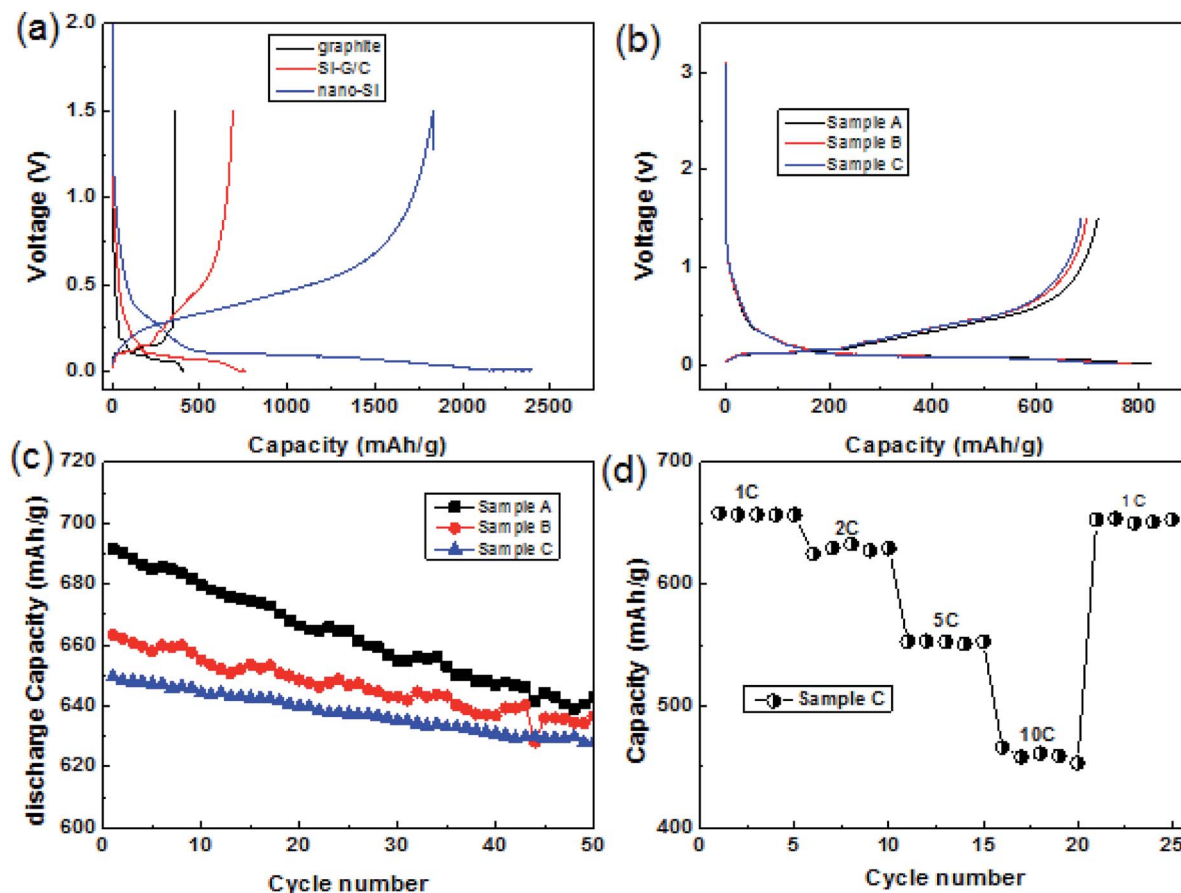 (a)
2.0
1.5
1.0
0.5
0.0
Voltage (V)
graphite
SI-G/C
nano-SI
0 500 1000 1500 2000 2500
Capacity (mAh/g)
(b)
3
2
1
0
Voltage (v)
Sample A
Sample B
Sample C
0 200 400 600 800
Capacity (mAh/g)
(c)
720
700
680
660
640
620
600
discharge Capacity (mAh/g)
Sample A
Sample B
Sample C
0 10 20 30 40 50
Cycle number
(d)
700
600
500
400
Capacity (mAh/g)
1C
2C
5C
10C
1C
Sample C
0 5 10 15 20 25
Cycle number